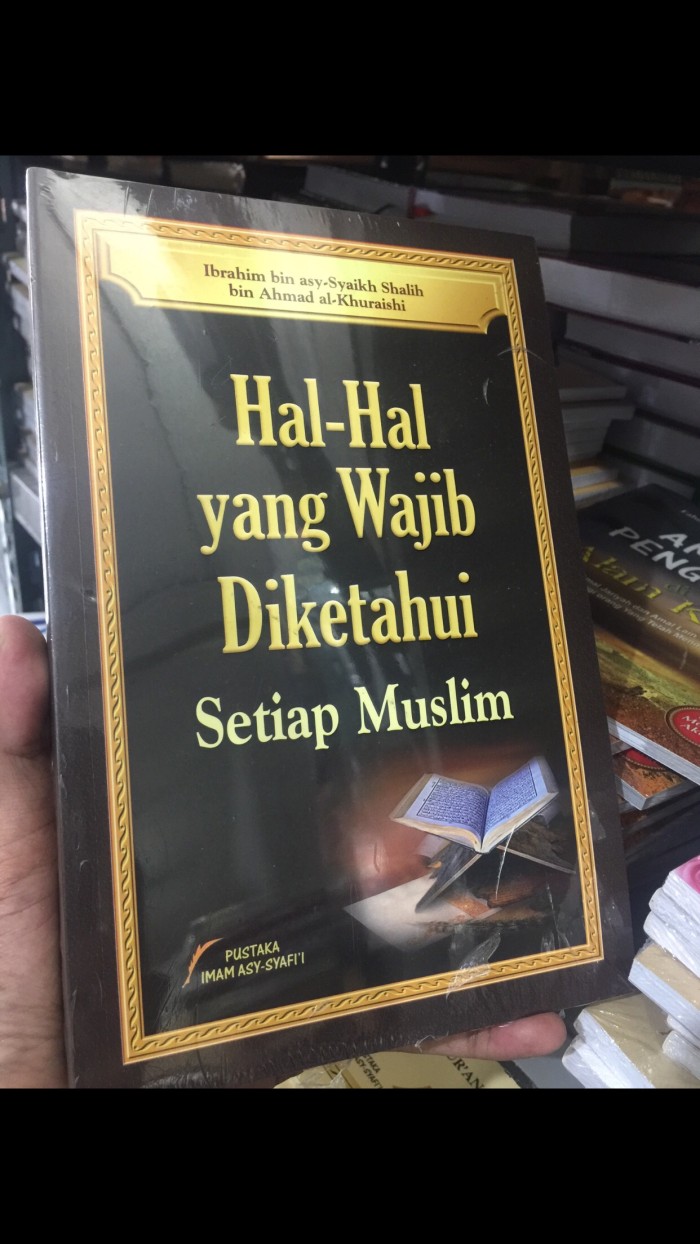 Ibrahim bin asy-Syaikh Shalih
bin Ahmad al-Khuraishi
Hal-Hal
yang Wajib
Diketahui
Setiap Muslim
PUSTAKA
IMAM ASY-SYAFI'I